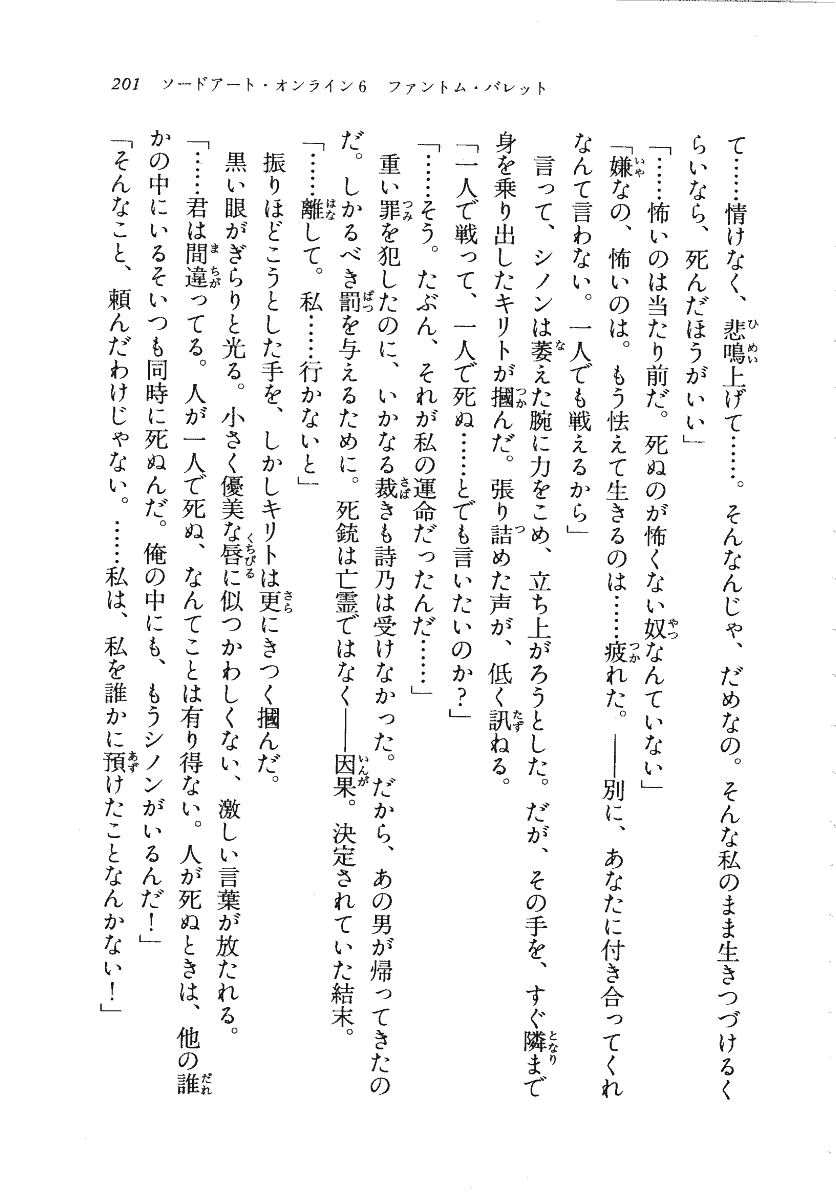 201　ソードアート・オンライン6　ファントム・バレット
て……情けなく、悲鳴上げて……。そんなんじゃ、だめなの。そんな私のまま生きつづけるく
らいなら、死んだほうがいい」
「……怖いのは当たり前だ。死ぬのが怖くない奴なんていない」
「嫌なの、怖いのは。もう怯えて生きるのは……疲れた。――別に、あなたに付き合ってくれ
なんて言わない。一人でも戦えるから」
　言って、シノンは萎えた腕に力をこめ、立ち上がろうとした。だが、その手を、すぐ隣まで
身を乗り出したキリトが摑んだ。張り詰めた声が、低く訊ねる。
「一人で戦って、一人で死ぬ……とでも言いたいのか？」
「……そう。たぶん、それが私の運命だったんだ……」
　重い罪を犯したのに、いかなる裁きも詩乃は受けなかった。だから、あの男が帰ってきたの
だ。しかるべき罰を与えるために。死銃は亡霊ではなく――因果。決定されていた結末。
「……離して。私……行かないと」
　振りほどこうとした手を、しかしキリトは更にきつく摑んだ。
　黒い眼がぎらりと光る。小さく優美な唇に似つかわしくない、激しい言葉が放たれる。
「……君は間違ってる。人が一人で死ぬ、なんてことは有り得ない。人が死ぬときは、他の誰
かの中にいるそいつも同時に死ぬんだ。俺の中にも、もうシノンがいるんだ！」
「そんなこと、頼んだわけじゃない。……私は、私を誰かに預けたことなんかない！」